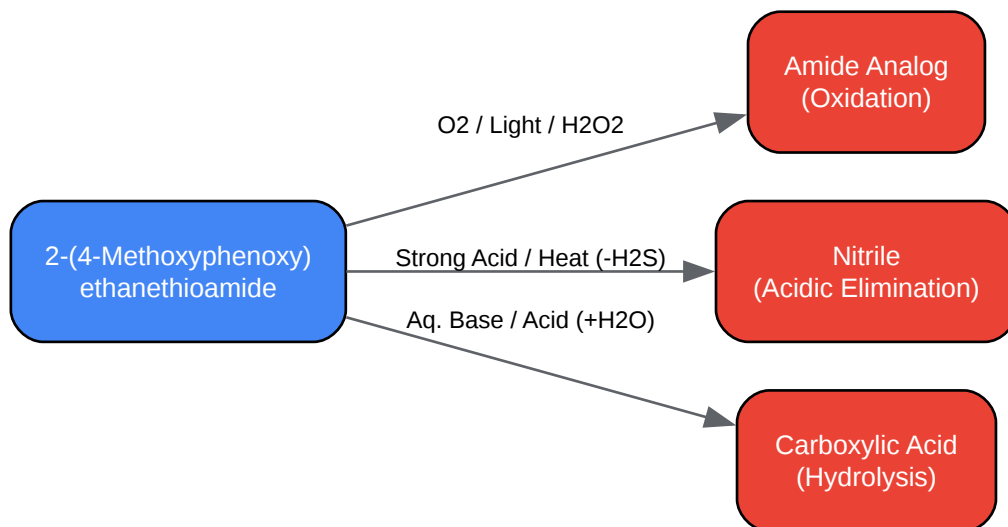 Amide Analog
(Oxidation)
O2 / Light / H2O2
2-(4-Methoxyphenoxy)
ethanethioamide
Strong Acid / Heat (-H2S)
Nitrile
(Acidic Elimination)
Aq. Base / Acid (+H2O)
Carboxylic Acid
(Hydrolysis)